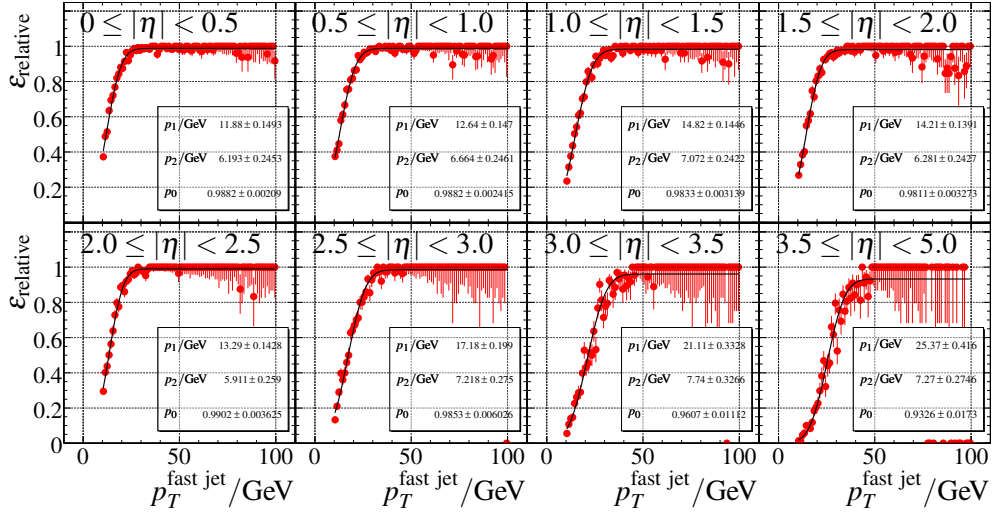 0 ≤ |η| < 0.5
0.5 ≤ |η| < 1.0
1.0 ≤ |η| < 1.5
1.5 ≤ |η| < 2.0
ε relative
1
0.8
0.6
0.4
0.2
p1/GeV 11.88 ± 0.1493
p2/GeV 6.193 ± 0.2453
p0 0.9882 ± 0.00209
p1/GeV 12.64 ± 0.147
p2/GeV 6.664 ± 0.2461
p0 0.9882 ± 0.002415
p1/GeV 14.82 ± 0.1446
p2/GeV 7.072 ± 0.2422
p0 0.9833 ± 0.003139
p1/GeV 14.21 ± 0.1391
p2/GeV 6.281 ± 0.2427
p0 0.9811 ± 0.003273
2.0 ≤ |η| < 2.5
2.5 ≤ |η| < 3.0
3.0 ≤ |η| < 3.5
3.5 ≤ |η| < 5.0
ε relative
1
0.8
0.6
0.4
0.2
0
p1/GeV 13.29 ± 0.1428
p2/GeV 5.911 ± 0.259
p0 0.9902 ± 0.003625
p1/GeV 17.18 ± 0.199
p2/GeV 7.218 ± 0.275
p0 0.9853 ± 0.006026
p1/GeV 21.11 ± 0.3328
p2/GeV 7.74 ± 0.3266
p0 0.9607 ± 0.01112
p1/GeV 25.37 ± 0.416
p2/GeV 7.27 ± 0.2746
p0 0.9326 ± 0.0173
0 50 100
0 50 100
0 50 100
0 50 100
p_T^fast jet/GeV
p_T^fast jet/GeV
p_T^fast jet/GeV
p_T^fast jet/GeV